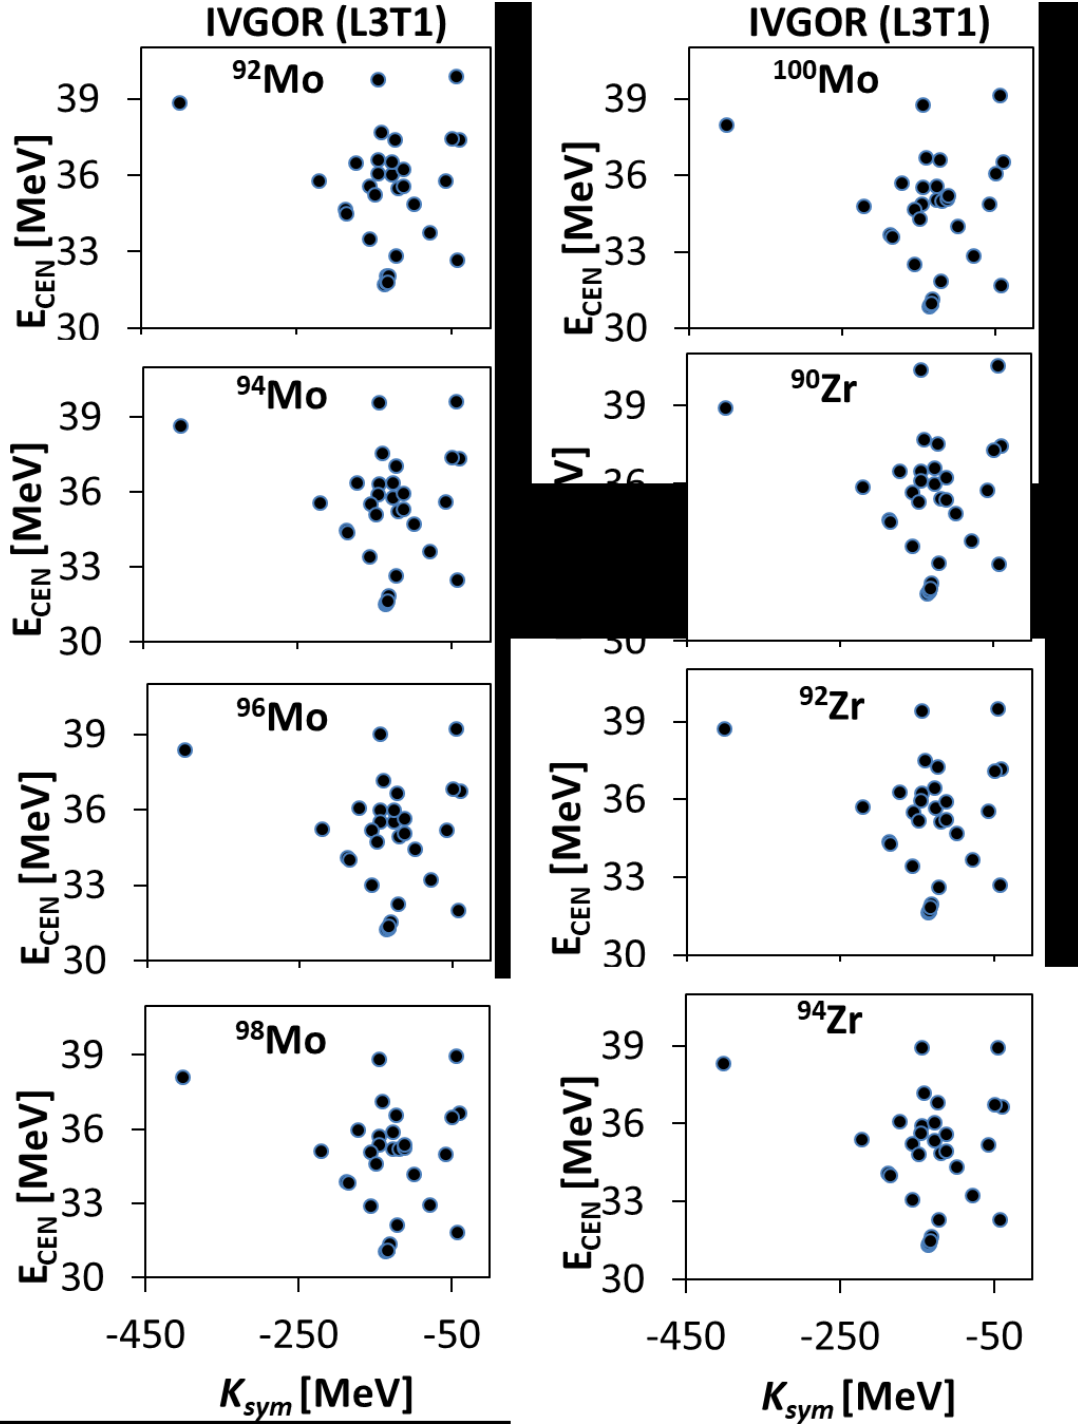 IVGOR (L3T1)
92Mo
39
36
33
30
ECEN [MeV]
94Mo
39
36
33
30
ECEN [MeV]
96Mo
39
36
33
30
ECEN [MeV]
98Mo
39
36
33
30
ECEN [MeV]
-450 -250 -50
Ksym [MeV]
IVGOR (L3T1)
100Mo
39
36
33
30
ECEN [MeV]
90Zr
39
36
30
V]
92Zr
39
36
33
30
ECEN [MeV]
94Zr
39
36
33
30
ECEN [MeV]
-450 -250 -50
Ksym [MeV]